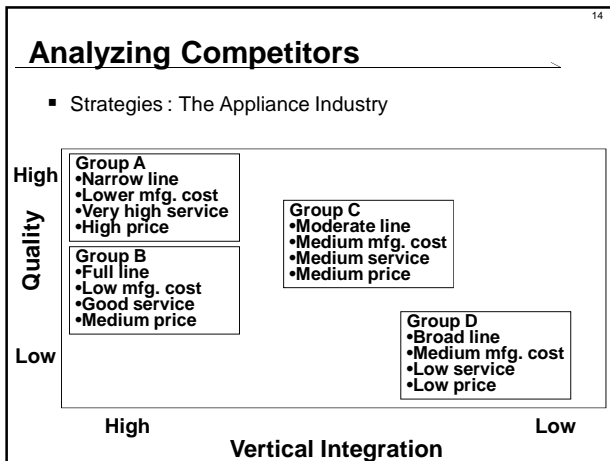 14
Analyzing Competitors
▪ Strategies : The Appliance Industry
High
Quality
Low
Group A
•Narrow line
•Lower mfg. cost
•Very high service
•High price
Group B
•Full line
•Low mfg. cost
•Good service
•Medium price
Group C
•Moderate line
•Medium mfg. cost
•Medium service
•Medium price
Group D
•Broad line
•Medium mfg. cost
•Low service
•Low price
High
Low
Vertical Integration